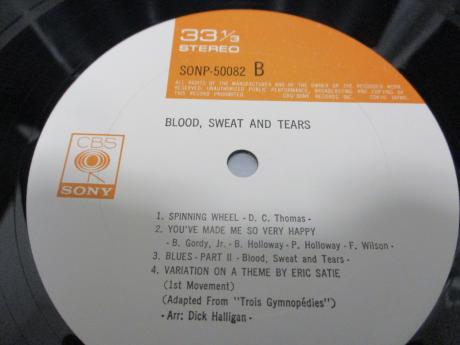 33 1/3
STEREO
SONP-50082 B
ALL RIGHTS OF THE MANUFACTURER AND OF THE OWNER OF THE RECORDED WORK
RESERVED. UNAUTHORIZED PUBLIC PERFORMANCE, BROADCASTING AND COPYING OF
THIS RECORD PROHIBITED. CBS/SONY RECORDS INC. TOKYO JAPAN.
BLOOD, SWEAT AND TEARS
CBS
SONY
1. SPINNING WHEEL - D. C. Thomas -
2. YOU'VE MADE ME SO VERY HAPPY
- B. Gordy, Jr. - B. Holloway - P. Holloway - F. Wilson -
3. BLUES - PART II - Blood, Sweat and Tears -
4. VARIATION ON A THEME BY ERIC SATIE
(1st Movement)
(Adapted From "Trois Gymnopédies")
- Arr: Dick Halligan -